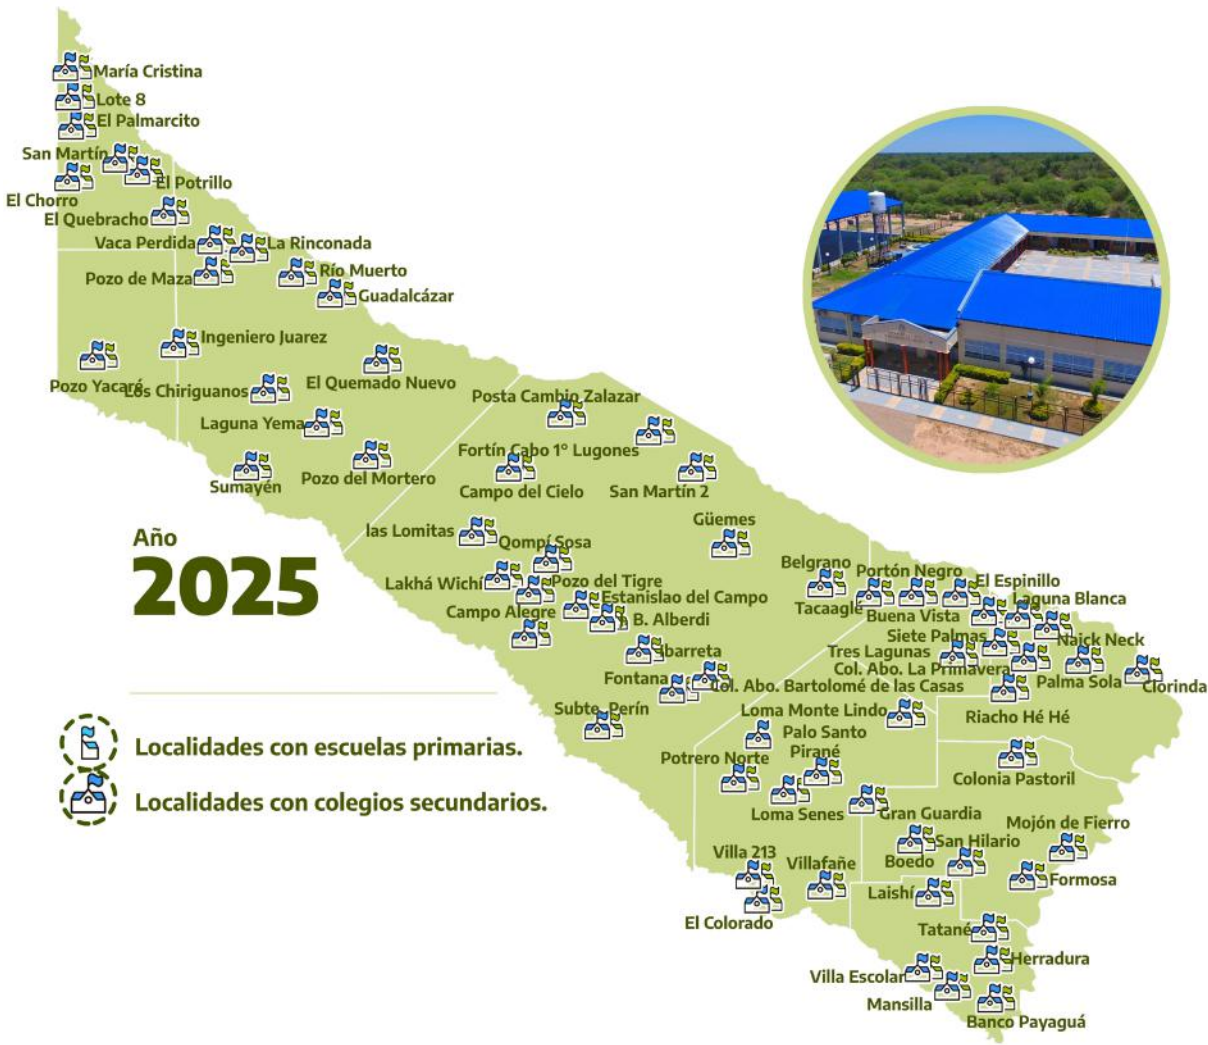 María Cristina
Lote 8
El Palmarcito
San Martín
El Potrillo
El Chorro
El Quebracho
Vaca Perdida
La Rinconada
Pozo de Maza
Río Muerto
Guadalcázar
Ingeniero Juarez
Pozo Yacaré
Los Chiriguanos
El Quemado Nuevo
Laguna Yema
Sumayén
Pozo del Mortero
Posta Cambio Zalazar
Fortín Cabo 1° Lugones
Campo del Cielo
San Martín 2
Güemes
las Lomitas
Qompí Sosa
Lakhá Wichí
Pozo del Tigre
Estanislao del Campo
Campo Alegre
B. Alberdi
Ibarreta
Fontana
Col. Abo. Bartolomé de las Casas
Subte. Perín
Belgrano
Portón Negro
El Espinillo
Tacaaglé
Buena Vista
Laguna Blanca
Siete Palmas
Naick Neck
Tres Lagunas
Col. Abo. La Primavera
Palma Sola
Clorinda
Riacho Hé Hé
Loma Monte Lindo
Palo Santo
Pirané
Potrero Norte
Loma Senes
Colonia Pastoril
Gran Guardia
Mojón de Fierro
San Hilario
Boedo
Formosa
Villa 213
Villafañe
Laishí
El Colorado
Tatané
Herradura
Villa Escolar
Mansilla
Banco Payaguá
Año
2025
Localidades con escuelas primarias.
Localidades con colegios secundarios.